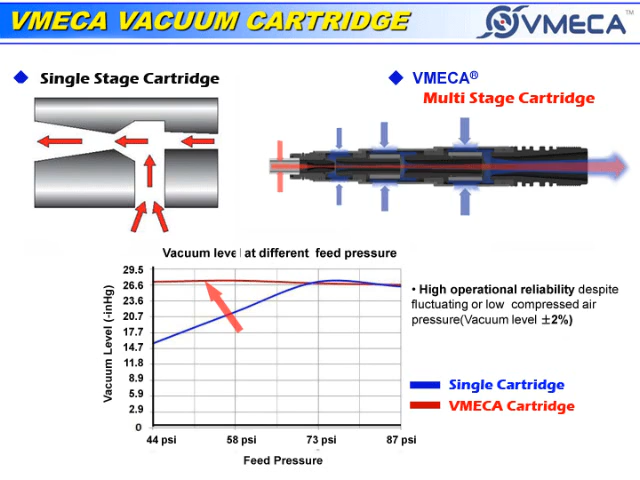 VMECA VACUUM CARTRIDGE
VMECA™
Single Stage Cartridge
VMECA®
Multi Stage Cartridge
Vacuum level at different feed pressure
Vacuum Level (-inHg)
29.5
26.6
23.6
20.7
17.7
14.7
11.8
8.9
5.9
2.9
0
44 psi 58 psi 73 psi 87 psi
Feed Pressure
• High operational reliability despite
fluctuating or low compressed air
pressure(Vacuum level ±2%)
Single Cartridge
VMECA Cartridge